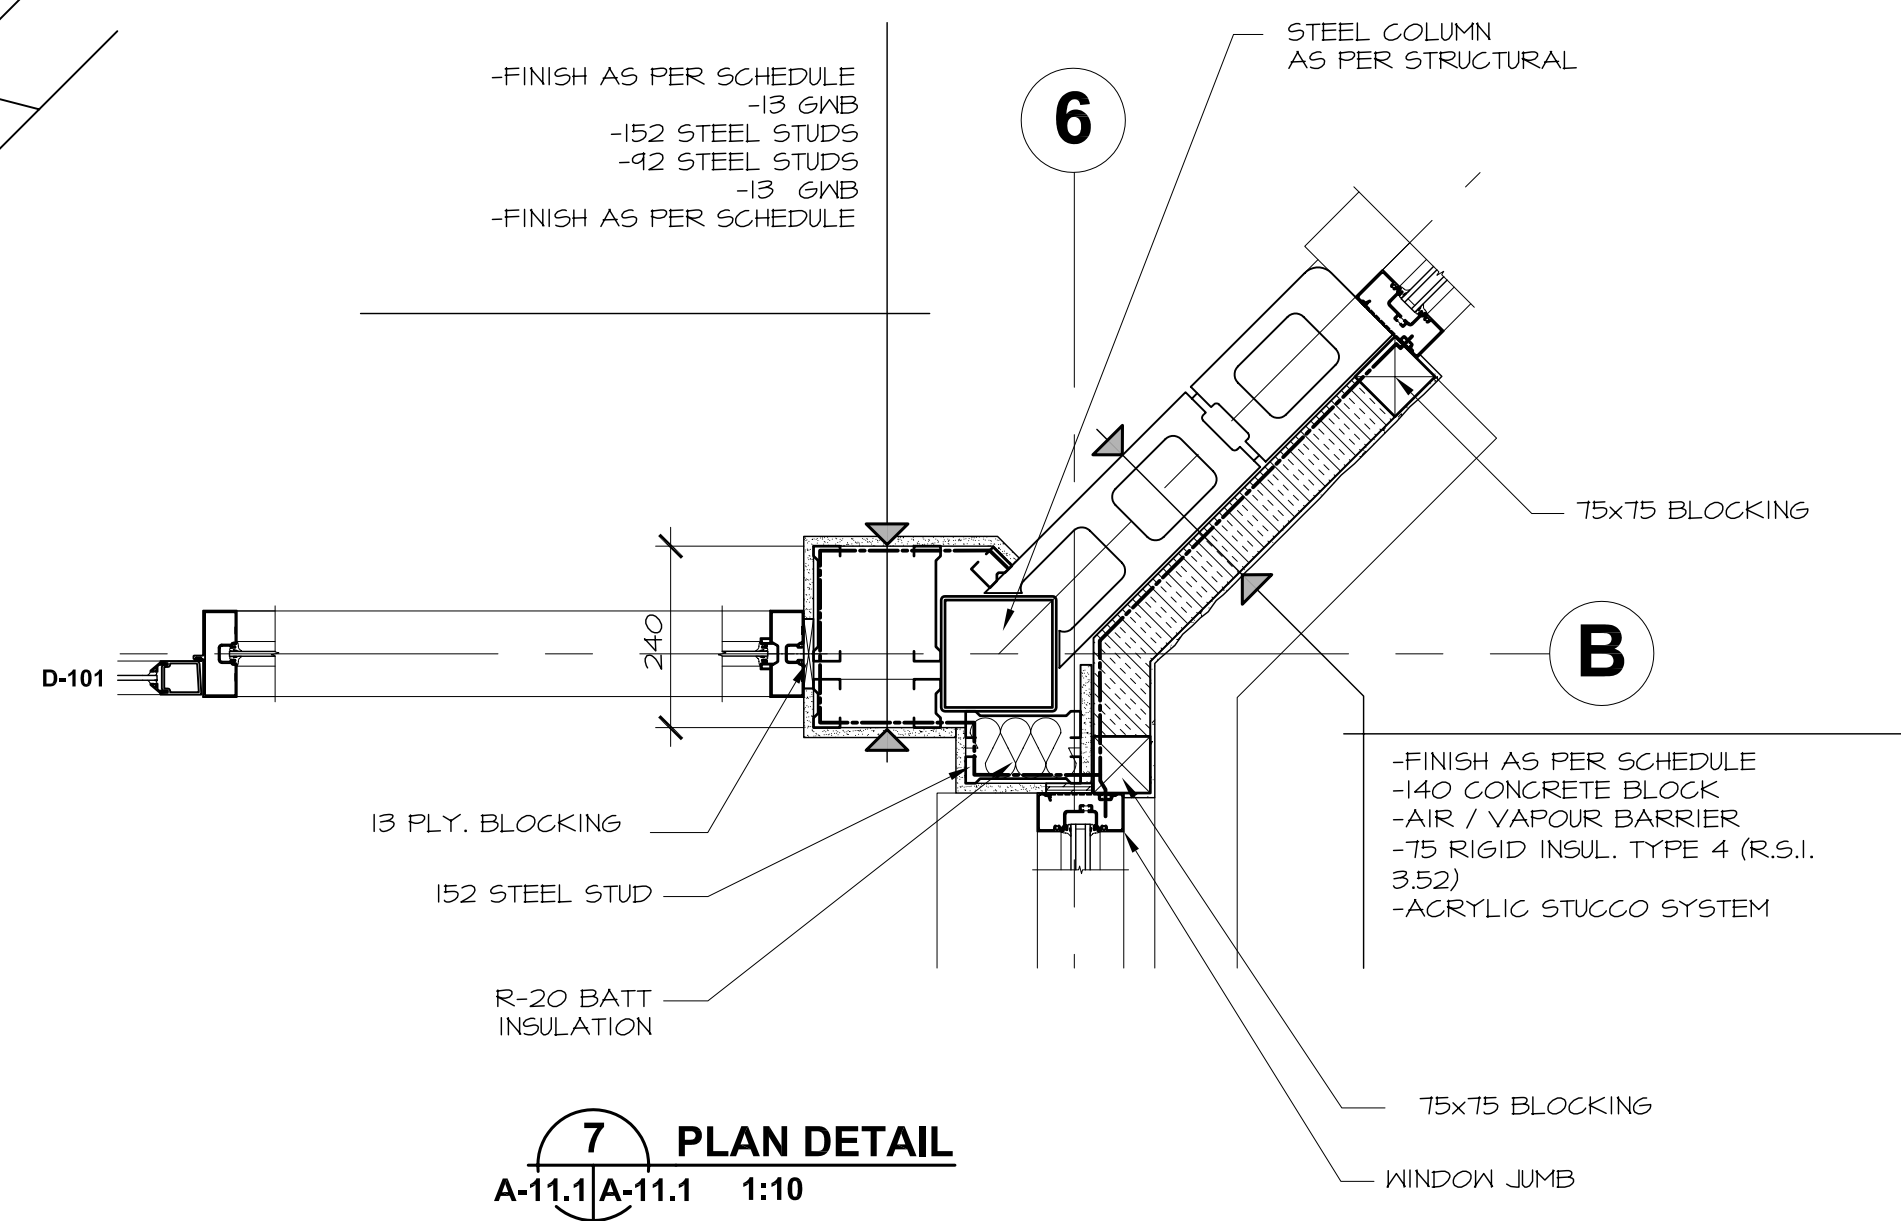 STEEL COLUMN
AS PER STRUCTURAL
-FINISH AS PER SCHEDULE
-13 GWB
-152 STEEL STUDS
-92 STEEL STUDS
-13 GWB
-FINISH AS PER SCHEDULE
6
75x75 BLOCKING
240
B
D-101
-FINISH AS PER SCHEDULE
-140 CONCRETE BLOCK
-AIR / VAPOUR BARRIER
-75 RIGID INSUL. TYPE 4 (R.S.I.
3.52)
-ACRYLIC STUCCO SYSTEM
13 PLY. BLOCKING
152 STEEL STUD
R-20 BATT
INSULATION
75x75 BLOCKING
WINDOW JUMB
7 PLAN DETAIL
A-11.1 A-11.1 1:10